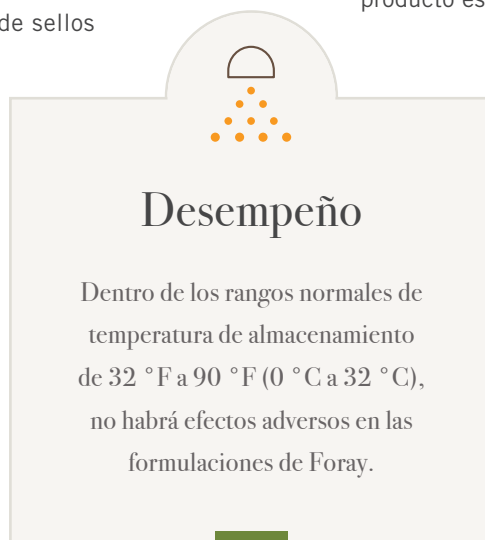 producto es
de sellos
Desempeño
Dentro de los rangos normales de
temperatura de almacenamiento
de 32 °F a 90 °F (0 °C a 32 °C),
no habrá efectos adversos en las
formulaciones de Foray.